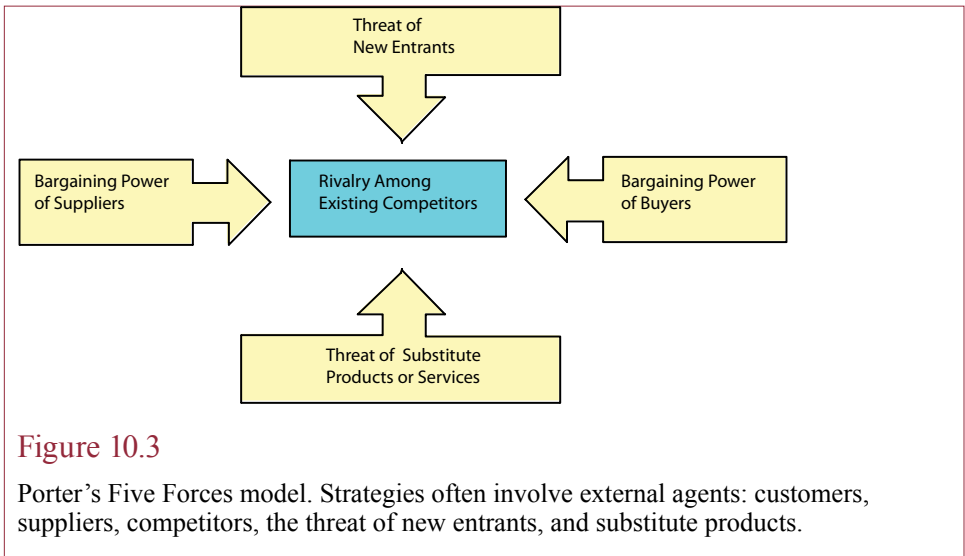 Threat of
New Entrants
Bargaining Power
of Suppliers
Rivalry Among
Existing Competitors
Bargaining Power
of Buyers
Threat of Substitute
Products or Services
Figure 10.3
Porter’s Five Forces model. Strategies often involve external agents: customers,
suppliers, competitors, the threat of new entrants, and substitute products.